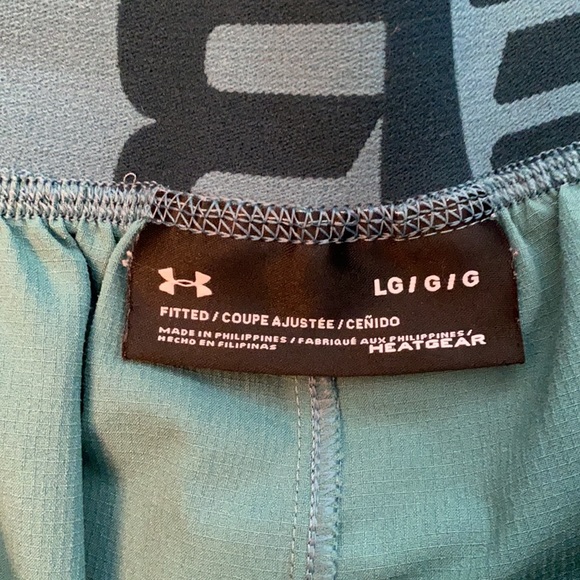 LG / G / G
FITTED / COUPE AJUSTÉE / CEÑIDO
MADE IN PHILIPPINES / FABRIQUÉ AUX PHILIPPINES /
HECHO EN FILIPINAS
HEATGEAR